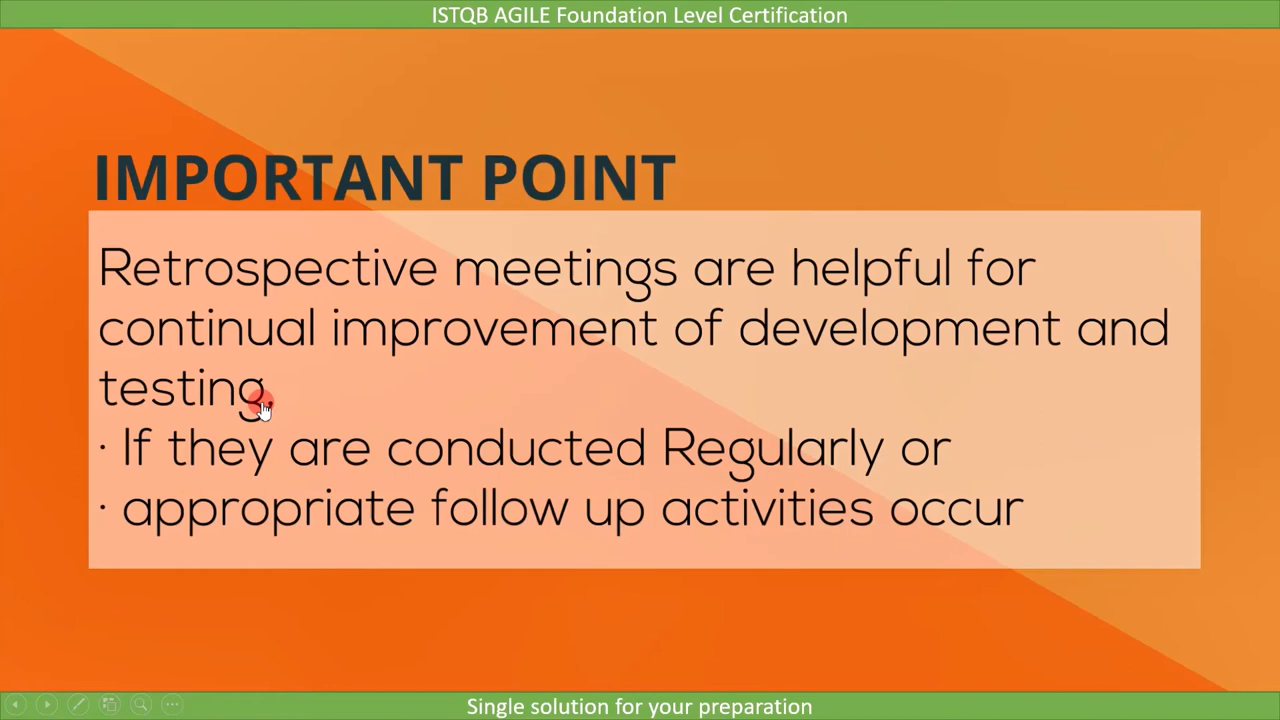 ISTQB AGILE Foundation Level Certification
IMPORTANT POINT
Retrospective meetings are helpful for
continual improvement of development and
testing.
· If they are conducted Regularly or
· appropriate follow up activities occur
Single solution for your preparation